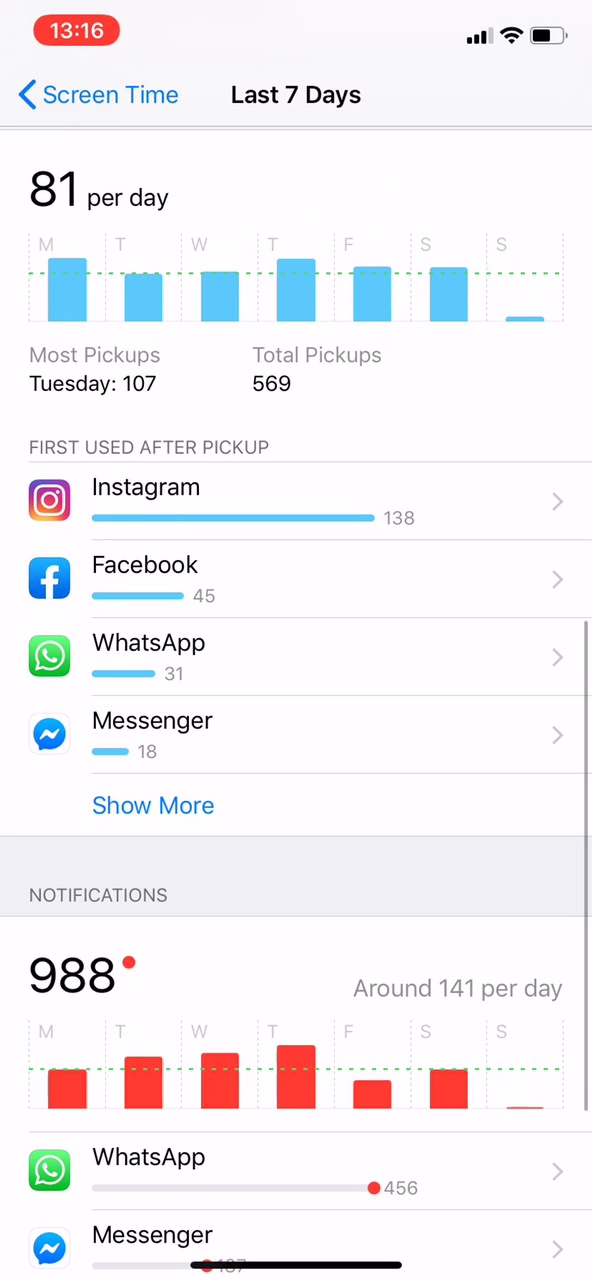 13:16
Screen Time
Last 7 Days
81 per day
M T W T F S S
Most Pickups
Total Pickups
Tuesday: 107
569
FIRST USED AFTER PICKUP
Instagram
138
Facebook
45
WhatsApp
31
Messenger
18
Show More
NOTIFICATIONS
988
Around 141 per day
M T W T F S S
WhatsApp
456
Messenger